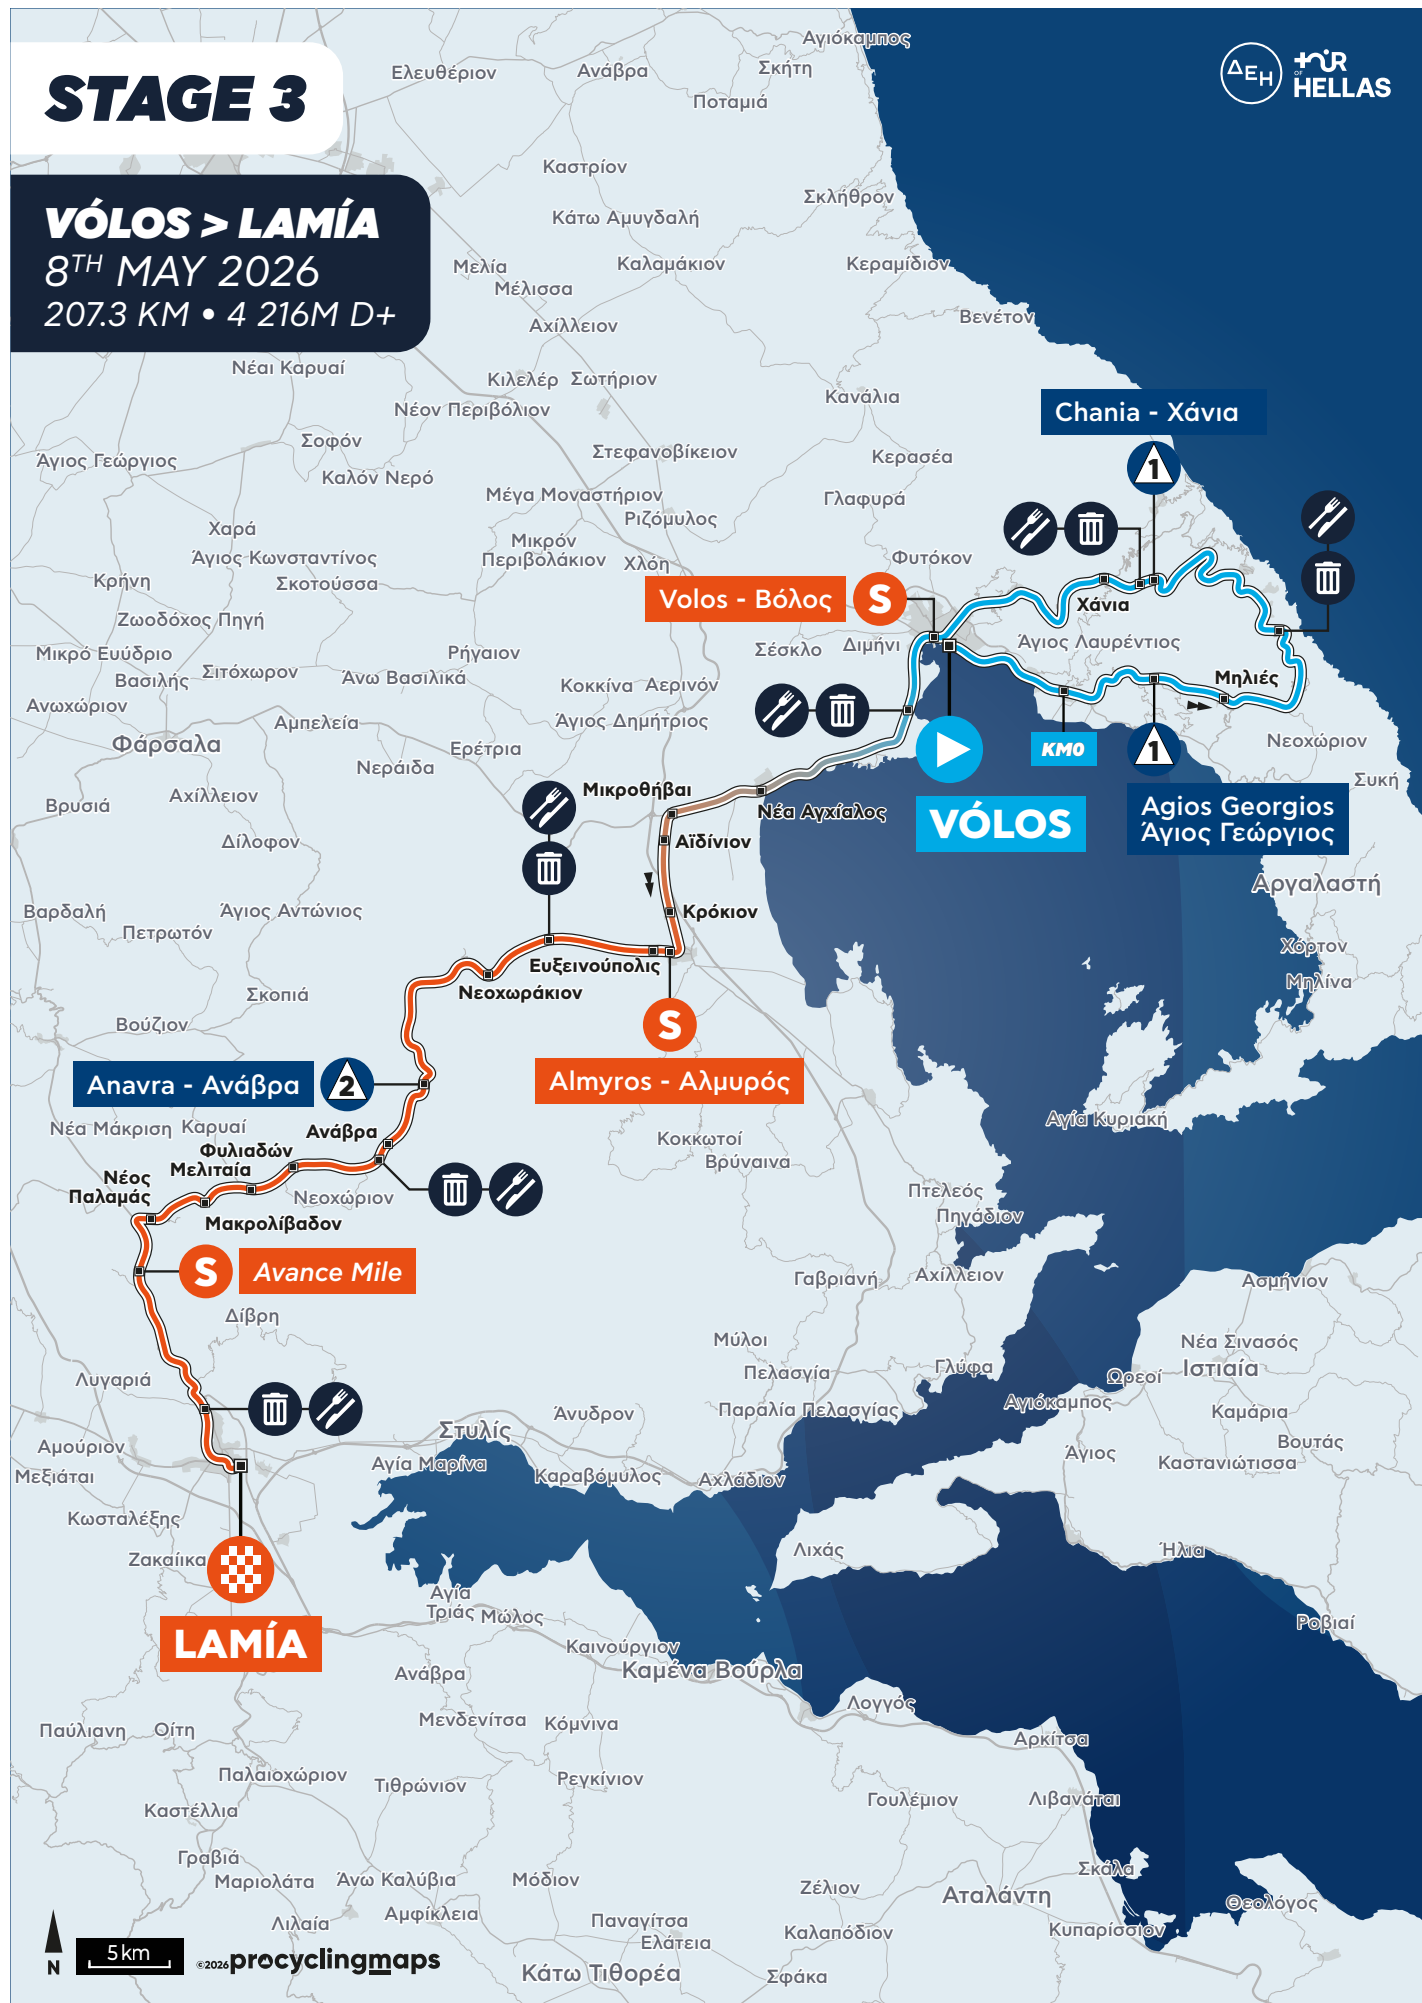 STAGE 3
VÓLOS > LAMÍA
8TH MAY 2026
207.3 KM • 4 216M D+
ΔΕΗ
TOUR
OF
HELLAS
Αγιόκαμπος
Ελευθέριον
Ανάβρα
Σκήτη
Ποταμιά
Καστρίον
Σκλήθρον
Κάτω Αμυγδαλή
Μελία
Καλαμάκιον
Κεραμίδιον
Μέλισσα
Αχίλλειον
Βενέτον
Νέαι Καρυαί
Κιλελέρ
Σωτήριον
Κανάλια
Νέον Περιβόλιον
Chania - Χάνια
Σοφόν
Στεφανοβίκειον
Κερασέα
Άγιος Γεώργιος
Καλόν Νερό
1
Μέγα Μοναστήριον
Γλαφυρά
Ριζόμυλος
Χαρά
Μικρόν
Περιβολάκιον
Χλόη
Άγιος Κωνσταντίνος
Φυτόκον
Κρήνη
Σκοτούσσα
Volos - Βόλος
S
Χάνια
Ζωοδόχος Πηγή
Άγιος Λαυρέντιος
Μικρό Ευύδριο
Ρήγαιον
Σέσκλο
Διμήνι
Βασιλής
Σιτόχωρον
Άνω Βασιλικά
Κοκκίνα
Αερινόν
Μηλιές
Ανωχώριον
Αμπελεία
Άγιος Δημήτριος
Φάρσαλα
Ερέτρια
KM0
1
Νεοχώριον
Νεράιδα
Συκή
Βρυσιά
Αχίλλειον
Μικροθήβαι
Νέα Αγχίαλος
VÓLOS
Agios Georgios
Άγιος Γεώργιος
Δίλοφον
Αϊδίνιον
Αργαλαστή
Βαρδαλή
Άγιος Αντώνιος
Κρόκιον
Πετρωτόν
Χόρτον
Ευξεινούπολις
Μηλίνα
Νεοχωράκιον
Σκοπιά
Βούζιον
S
Anavra - Ανάβρα
2
Almyros - Αλμυρός
Νέα Μάκριση
Καρυαί
Ανάβρα
Αγία Κυριακή
Φυλιαδών
Κοκκωτοί
Μελιταία
Βρύναινα
Νέος
Παλαμάς
Νεοχώριον
Πτελεός
Μακρολίβαδον
Πηγάδιον
S
Avance Mile
Γαβριανή
Αχίλλειον
Ασμήνιον
Δίβρη
Μύλοι
Νέα Σινασός
Λυγαριά
Πελασγία
Γλύφα
Ωρεοί
Ιστιαία
Αγιόκαμπος
Άνυδρον
Παραλία Πελασγίας
Καμάρια
Στυλίς
Αμούριον
Βουτάς
Άγιος
Μεξιάται
Αγία Μαρίνα
Καραβόμυλος
Αχλάδιον
Καστανιώτισσα
Κωσταλέξης
Ζακαίικα
Λιχάς
Ήλια
Αγία
Τριάς
Μώλος
Ροβιαί
LAMÍA
Καινούργιον
Ανάβρα
Καμένα Βούρλα
Λογγός
Παύλιανη
Οίτη
Μενδενίτσα
Κόμνινα
Αρκίτσα
Παλαιοχώριον
Τιθρώνιον
Ρεγκίνιον
Καστέλλια
Γουλέμιον
Λιβανάται
Γραβιά
Μαριολάτα
Άνω Καλύβια
Μόδιον
Ζέλιον
Σκάλα
Αταλάντη
Θεολόγος
Λιλαία
Αμφίκλεια
Παναγίτσα
Καλαπόδιον
Κυπαρίσσιον
Ελάτεια
N
5 km
©2026 procyclingmaps
Κάτω Τιθορέα
Σφάκα